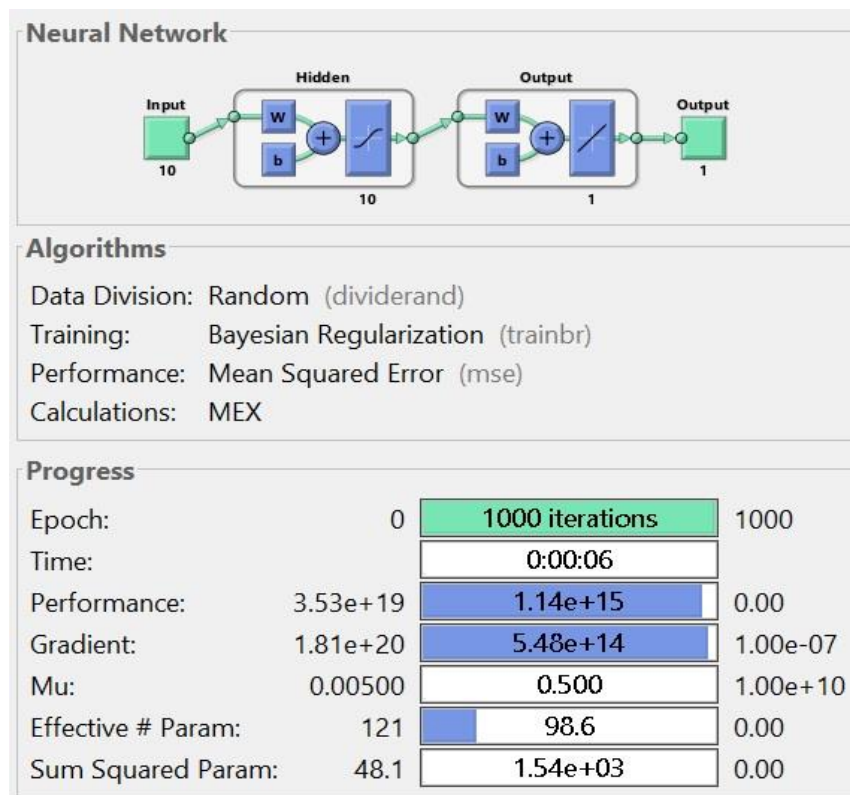 Neural Network
Hidden
Output
Input
W
b
+
10
10
W
b
+
1
Output
1
Algorithms
Data Division: Random (dividerand)
Training: Bayesian Regularization (trainbr)
Performance: Mean Squared Error (mse)
Calculations: MEX
Progress
Epoch: 0 1000 iterations 1000
Time: 0:00:06
Performance: 3.53e+19 1.14e+15 0.00
Gradient: 1.81e+20 5.48e+14 1.00e-07
Mu: 0.00500 0.500 1.00e+10
Effective # Param: 121 98.6 0.00
Sum Squared Param: 48.1 1.54e+03 0.00